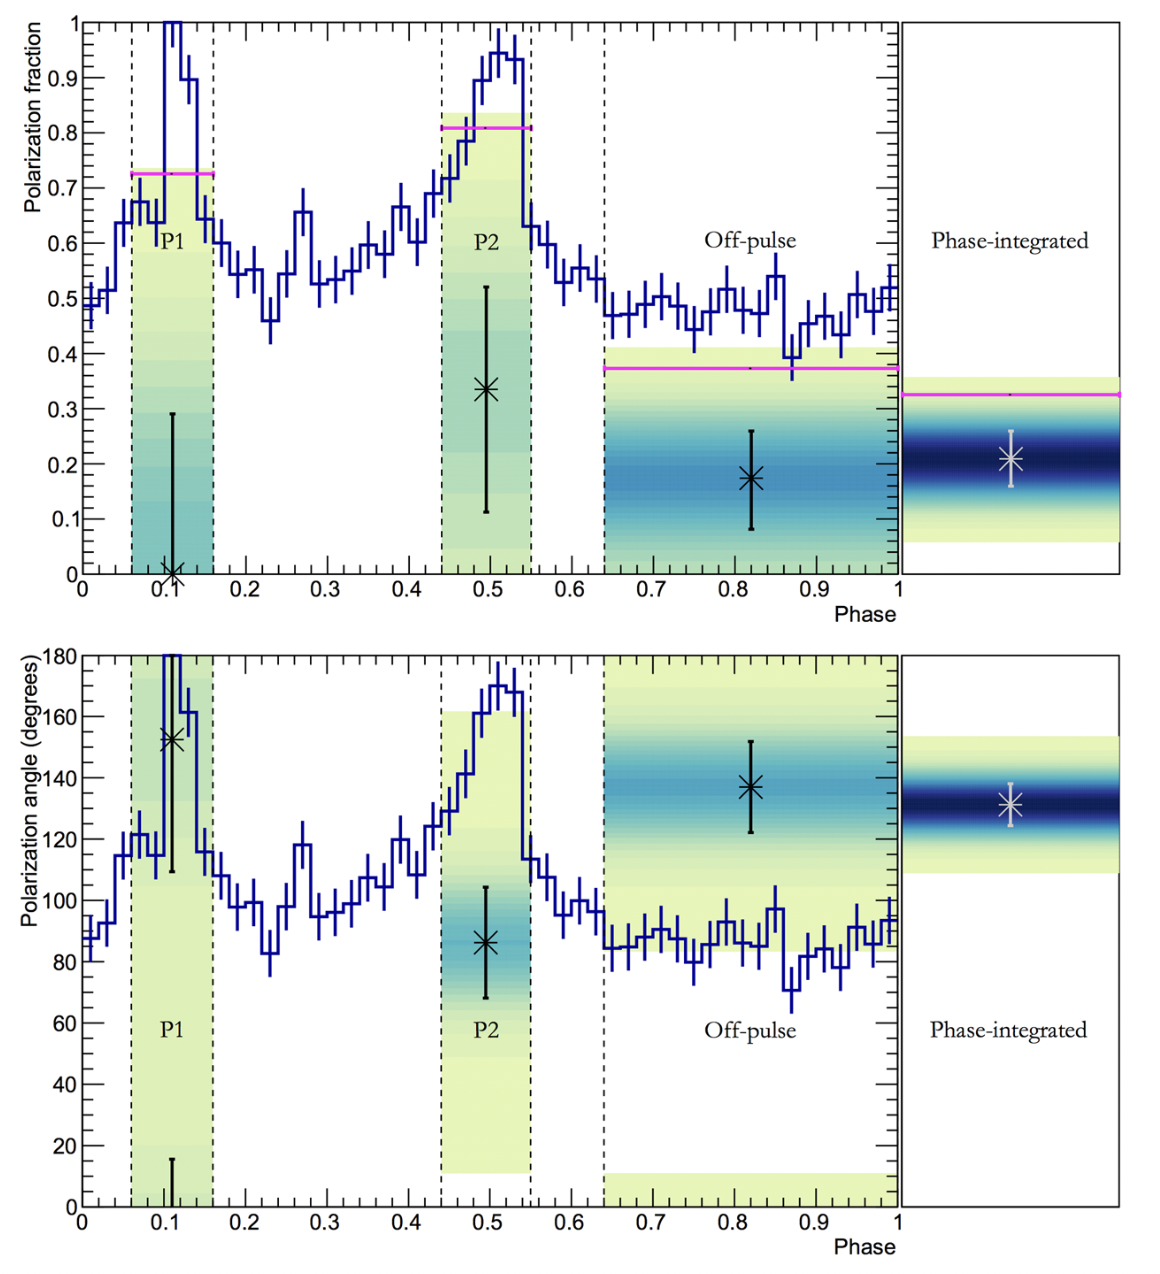 Polarization fraction
1
0.9
0.8
0.7
0.6
0.5
0.4
0.3
0.2
0.1
0
P1
P2
Off-pulse
Phase-integrated
0 0.1 0.2 0.3 0.4 0.5 0.6 0.7 0.8 0.9 1
Phase
Polarization angle (degrees)
180
160
140
120
100
80
60
40
20
0
P1
P2
Off-pulse
Phase-integrated
0 0.1 0.2 0.3 0.4 0.5 0.6 0.7 0.8 0.9 1
Phase